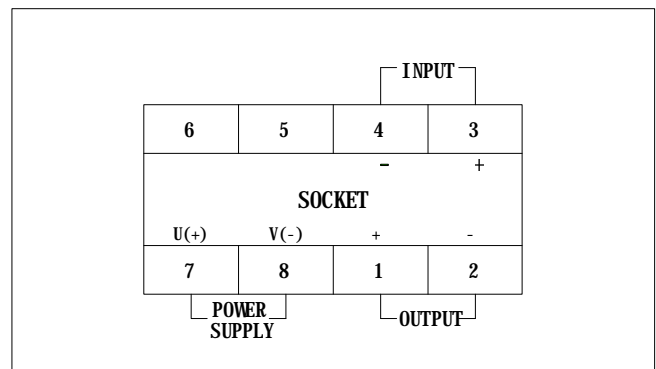 INPUT
6 5 4 3
- +
SOCKET
U(+) V(-) + -
7 8 1 2
POWER
SUPPLY
OUTPUT